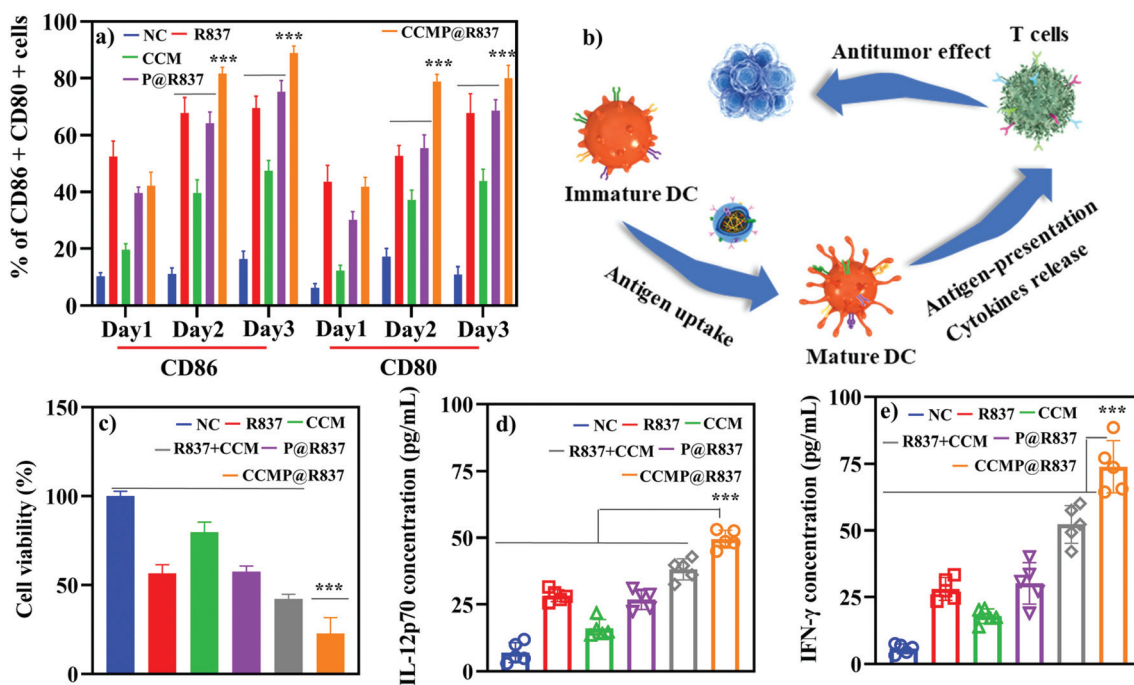 a)
% of CD86 + CD80 + cells
100
80
60
40
20
0
NC R837
CCM
P@R837
CCMP@R837
*** *** *** ***
Day1 Day2 Day3 Day1 Day2 Day3
CD86 CD80
b)
Antitumor effect
T cells
Immature DC
Antigen uptake
Mature DC
Antigen-presentation
Cytokines release
c)
Cell viability (%)
150
100
50
0
NC R837 CCM
R837+CCM P@R837
CCMP@R837
***
d)
IL-12p70 concentration (pg/mL)
100
75
50
25
0
NC R837 CCM
R837+CCM P@R837
CCMP@R837
***
e)
IFN-γ concentration (pg/mL)
100
75
50
25
0
NC R837 CCM
R837+CCM P@R837
CCMP@R837
***